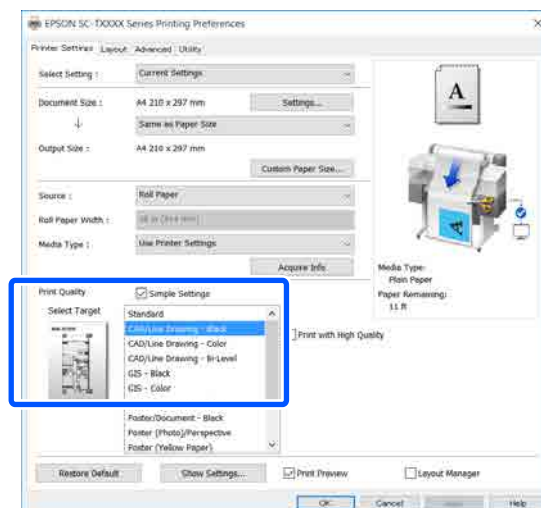 EPSON SC-TXXXX Series Printing Preferences
Printer Settings Layout Advanced Utility
Select Setting : Current Settings
Document Size : A4 210 x 297 mm Settings...
Same as Paper Size
Output Size : A4 210 x 297 mm
Custom Paper Size...
Source : Roll Paper
Roll Paper Width :
Media Type : Use Printer Settings
Acquire Info
Media Type:
Plain Paper
Paper Remaining:
11 ft
Print Quality Simple Settings
Select Target
Standard
CAD/Line Drawing - Black
CAD/Line Drawing - Color
CAD/Line Drawing - Bi-Level
GIS - Black
GIS - Color
Print with High Quality
Poster/Document - Black
Poster (Photo)/Perspective
Poster (Yellow Paper)
Restore Default Show Settings... Print Preview Layout Manager
OK Cancel Help
A
A